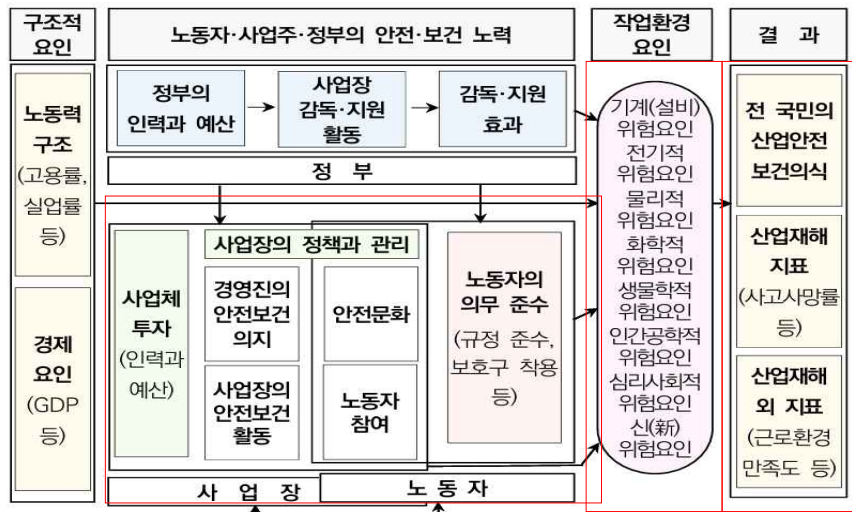 구조적
요인
노동자·사업주·정부의 안전·보건 노력
작업환경
요인
결 과
노동력
구조
(고용률,
실업률
등)
경제
요인
(GDP
등)
정부의
인력과 예산
사업장
감독·지원
활동
감독·지원
효과
정 부
사업체
투자
(인력과
예산)
사업장의 정책과 관리
경영진의
안전보건
의지
안전문화
사업장의
안전보건
활동
노동자
참여
노동자의
의무 준수
(규정 준수,
보호구 착용
등)
사 업 장
노 동 자
기계(설비)
위험요인
전기적
위험요인
물리적
위험요인
화학적
위험요인
생물학적
위험요인
인간공학적
위험요인
심리사회적
위험요인
신(新)
위험요인
전 국민의
산업안전
보건의식
산업재해
지표
(사고사망률
등)
산업재해
외 지표
(근로환경
만족도 등)